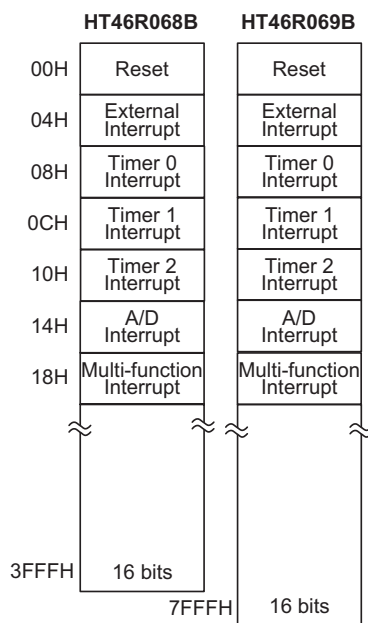 HT46R068B HT46R069B
00H Reset Reset
04H External Interrupt External Interrupt
08H Timer 0 Interrupt Timer 0 Interrupt
0CH Timer 1 Interrupt Timer 1 Interrupt
10H Timer 2 Interrupt Timer 2 Interrupt
14H A/D Interrupt A/D Interrupt
18H Multi-function Interrupt Multi-function Interrupt
3FFFH 16 bits
7FFFH 16 bits